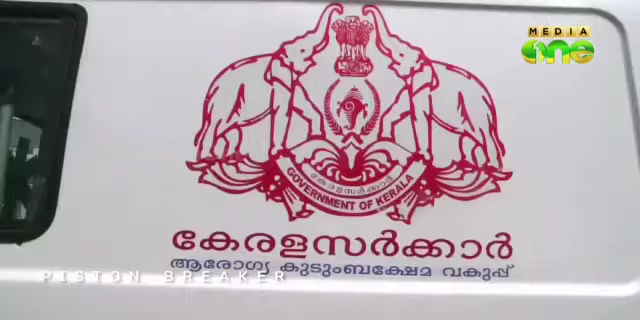 MEDIA
one
കേരളസർക്കാർ
GOVERNMENT OF KERALA
കേരളസർക്കാർ
ആരോഗ്യ കുടുംബക്ഷേമ വകുപ്പ്
PISTON BREAKER